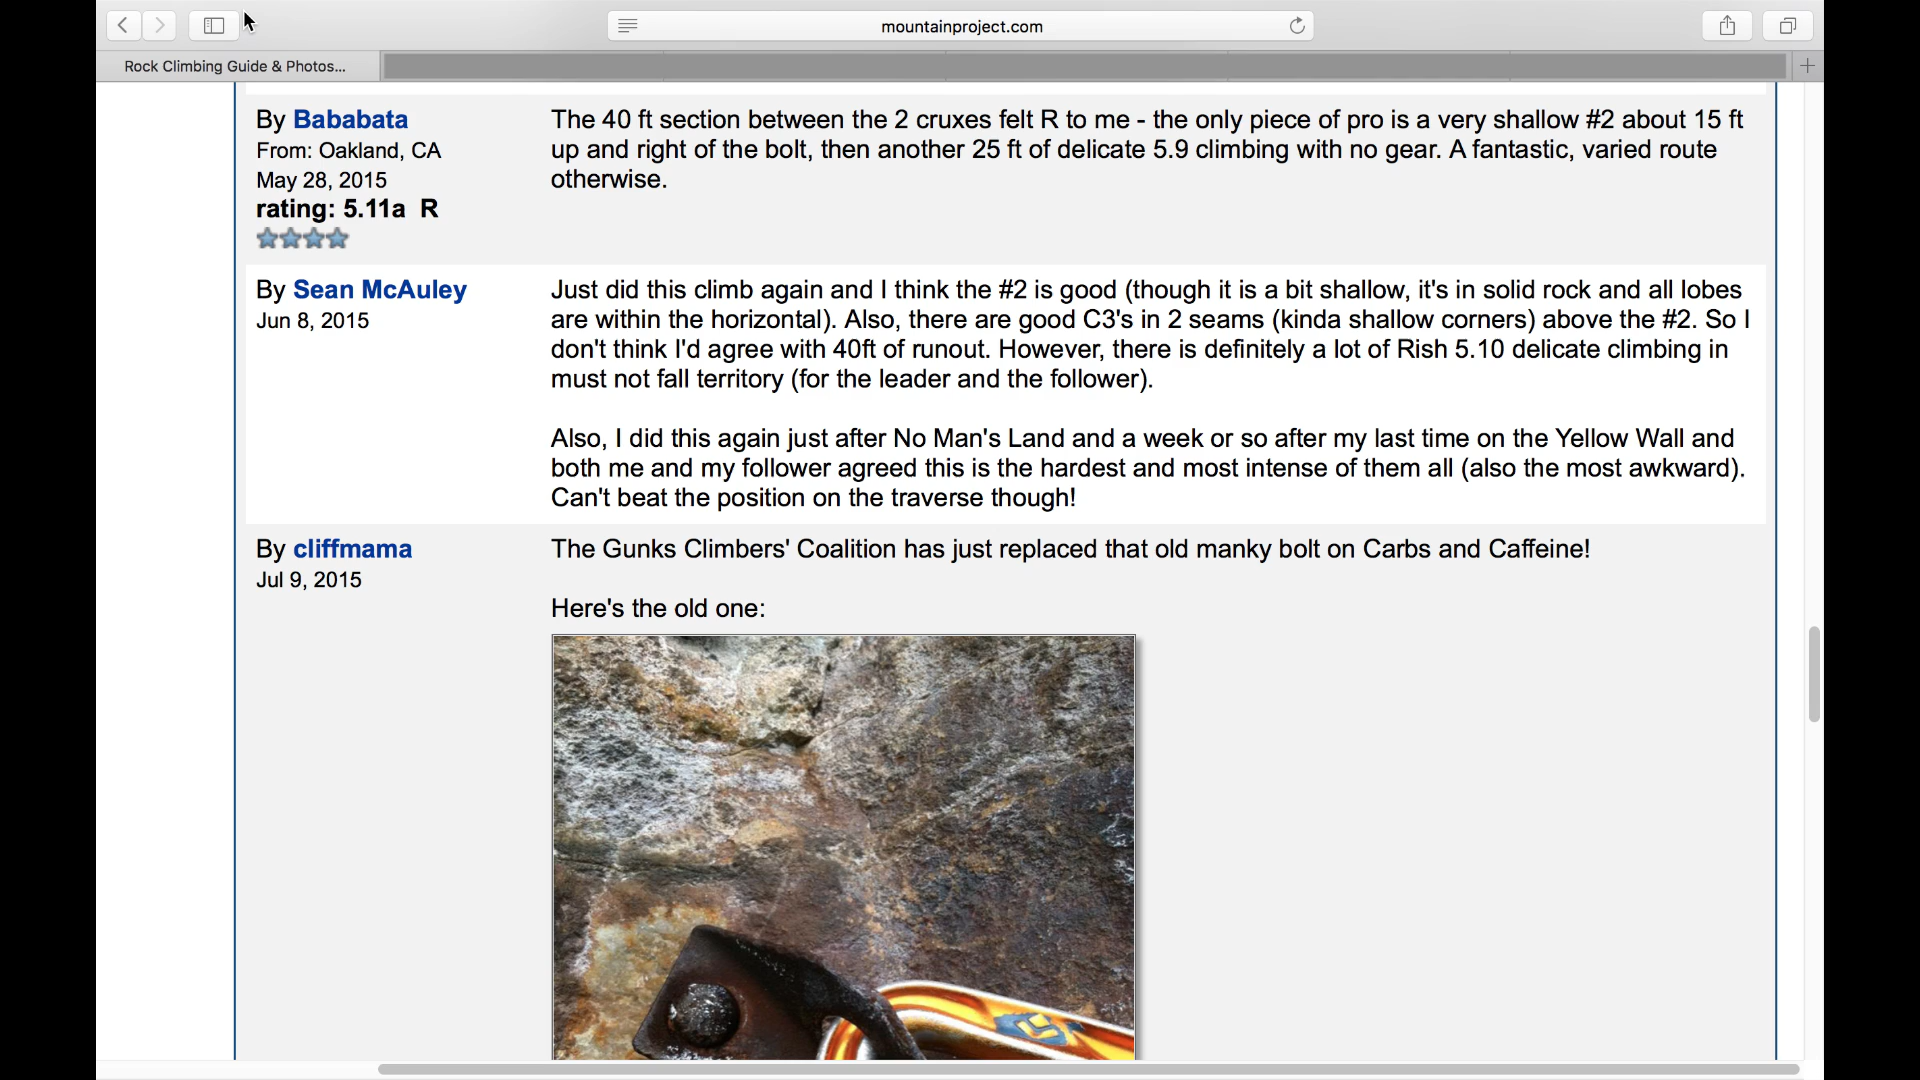 mountainproject.com
Rock Climbing Guide & Photos...
By Bababata
From: Oakland, CA
May 28, 2015
rating: 5.11a R
The 40 ft section between the 2 cruxes felt R to me - the only piece of pro is a very shallow #2 about 15 ft
up and right of the bolt, then another 25 ft of delicate 5.9 climbing with no gear. A fantastic, varied route
otherwise.
By Sean McAuley
Jun 8, 2015
Just did this climb again and I think the #2 is good (though it is a bit shallow, it's in solid rock and all lobes
are within the horizontal). Also, there are good C3's in 2 seams (kinda shallow corners) above the #2. So I
don't think I'd agree with 40ft of runout. However, there is definitely a lot of Rish 5.10 delicate climbing in
must not fall territory (for the leader and the follower).
Also, I did this again just after No Man's Land and a week or so after my last time on the Yellow Wall and
both me and my follower agreed this is the hardest and most intense of them all (also the most awkward).
Can't beat the position on the traverse though!
By cliffmama
Jul 9, 2015
The Gunks Climbers' Coalition has just replaced that old manky bolt on Carbs and Caffeine!
Here's the old one: